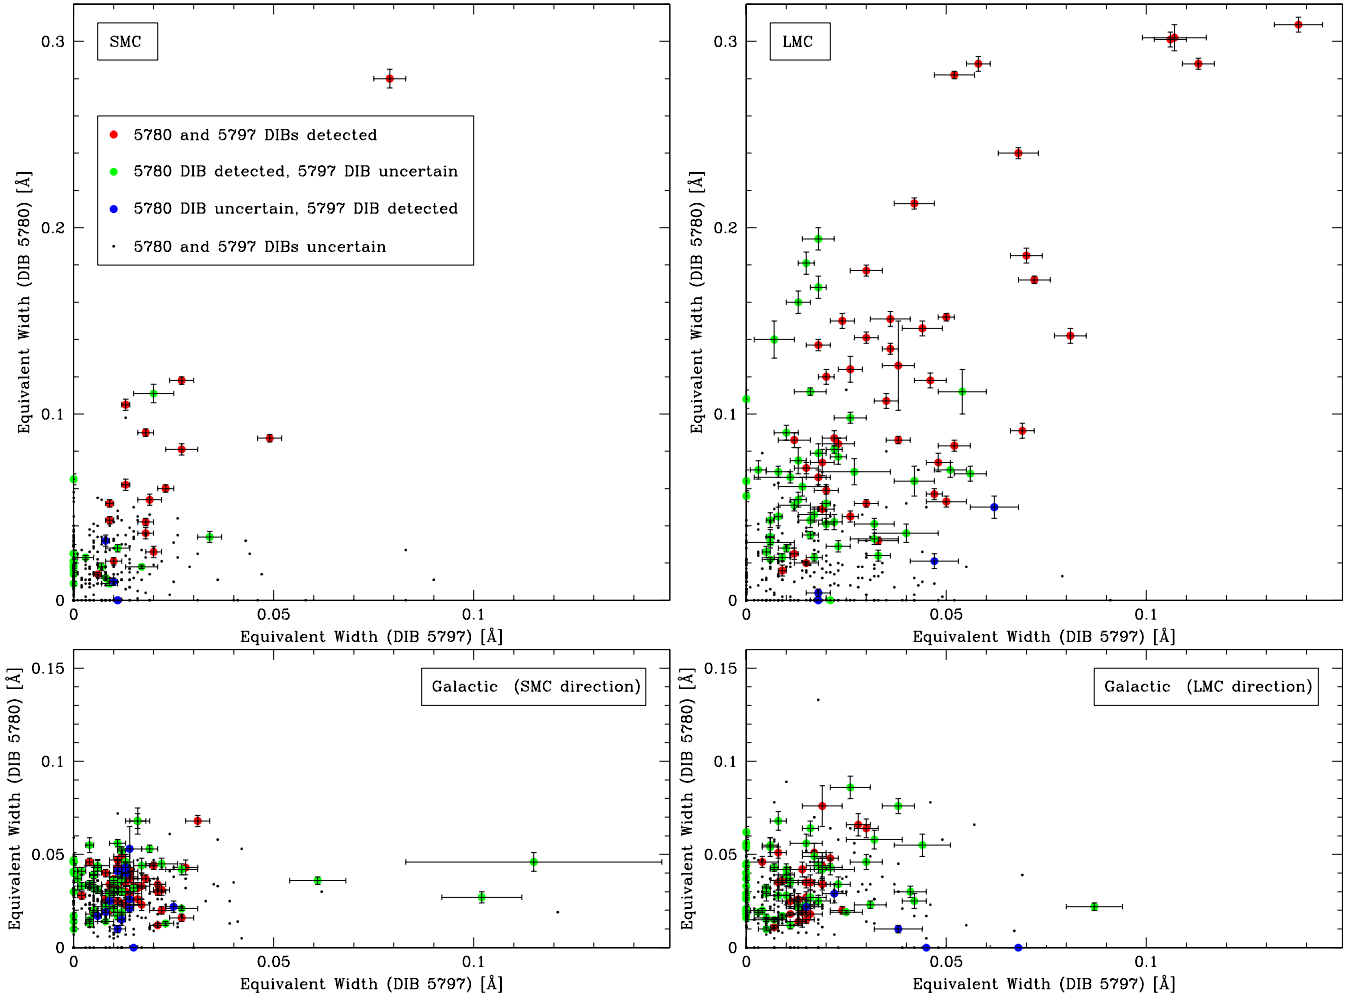 SMC
LMC
5780 and 5797 DIBs detected
5780 DIB detected, 5797 DIB uncertain
5780 DIB uncertain, 5797 DIB detected
5780 and 5797 DIBs uncertain
Equivalent Width (DIB 5780) [Å]
0.3
0.2
0.1
0
0 0.05 0.1
Equivalent Width (DIB 5797) [Å]
Equivalent Width (DIB 5780) [Å]
0.3
0.2
0.1
0
0 0.05 0.1
Equivalent Width (DIB 5797) [Å]
Galactic (SMC direction)
Equivalent Width (DIB 5780) [Å]
0.15
0.1
0.05
0
0 0.05 0.1
Equivalent Width (DIB 5797) [Å]
Galactic (LMC direction)
Equivalent Width (DIB 5780) [Å]
0.15
0.1
0.05
0
0 0.05 0.1
Equivalent Width (DIB 5797) [Å]